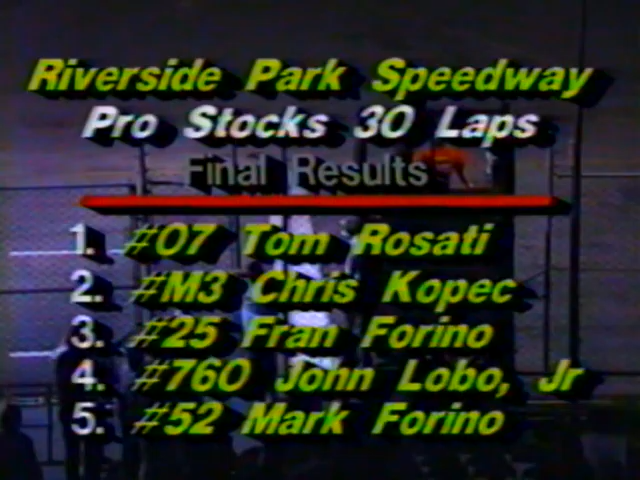 Riverside Park Speedway
Pro Stocks 30 Laps
Final Results
1. #07 Tom Rosati
2. #M3 Chris Kopec
3. #25 Fran Forino
4. #760 John Lobo, Jr
5. #52 Mark Forino